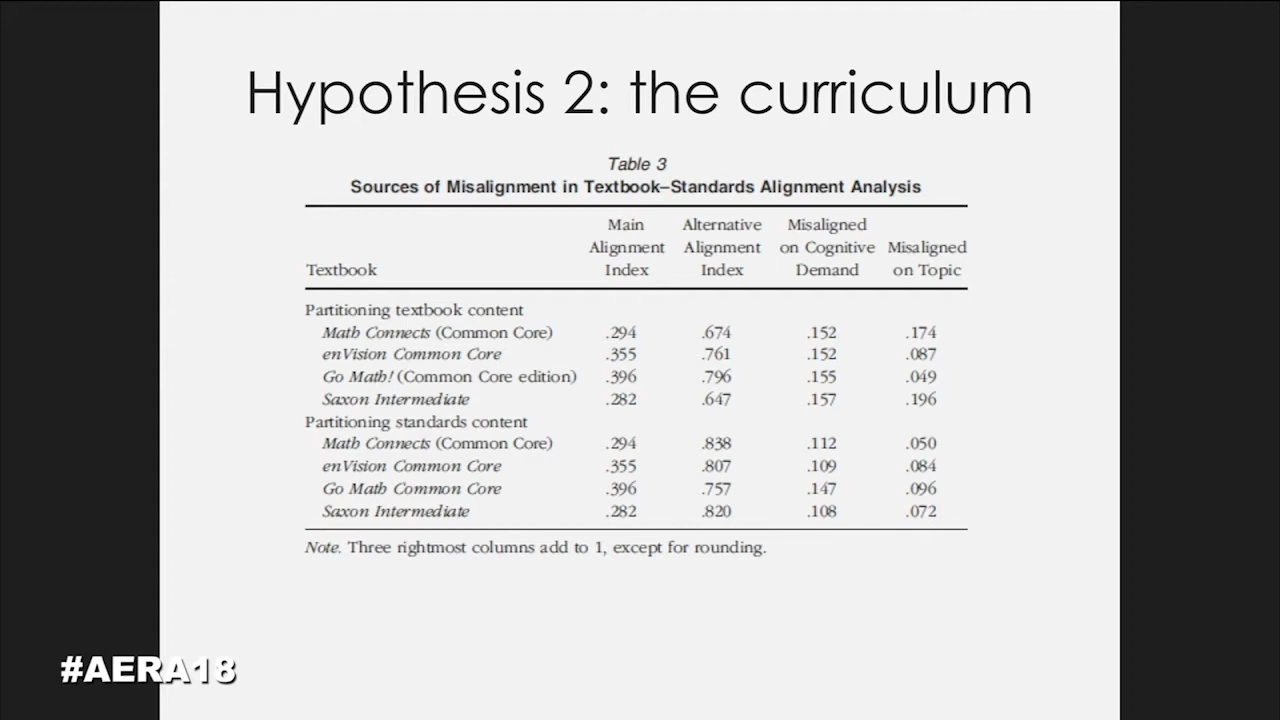 Hypothesis 2: the curriculum
Table 3
Sources of Misalignment in Textbook–Standards Alignment Analysis
Textbook Main Alignment Index Alternative Alignment Index Misaligned on Cognitive Demand Misaligned on Topic
Partitioning textbook content
Math Connects (Common Core) .294 .674 .152 .174
enVision Common Core .355 .761 .152 .087
Go Math! (Common Core edition) .396 .796 .155 .049
Saxon Intermediate .282 .647 .157 .196
Partitioning standards content
Math Connects (Common Core) .294 .838 .112 .050
enVision Common Core .355 .807 .109 .084
Go Math Common Core .396 .757 .147 .096
Saxon Intermediate .282 .820 .108 .072
Note. Three rightmost columns add to 1, except for rounding.
#AERA18